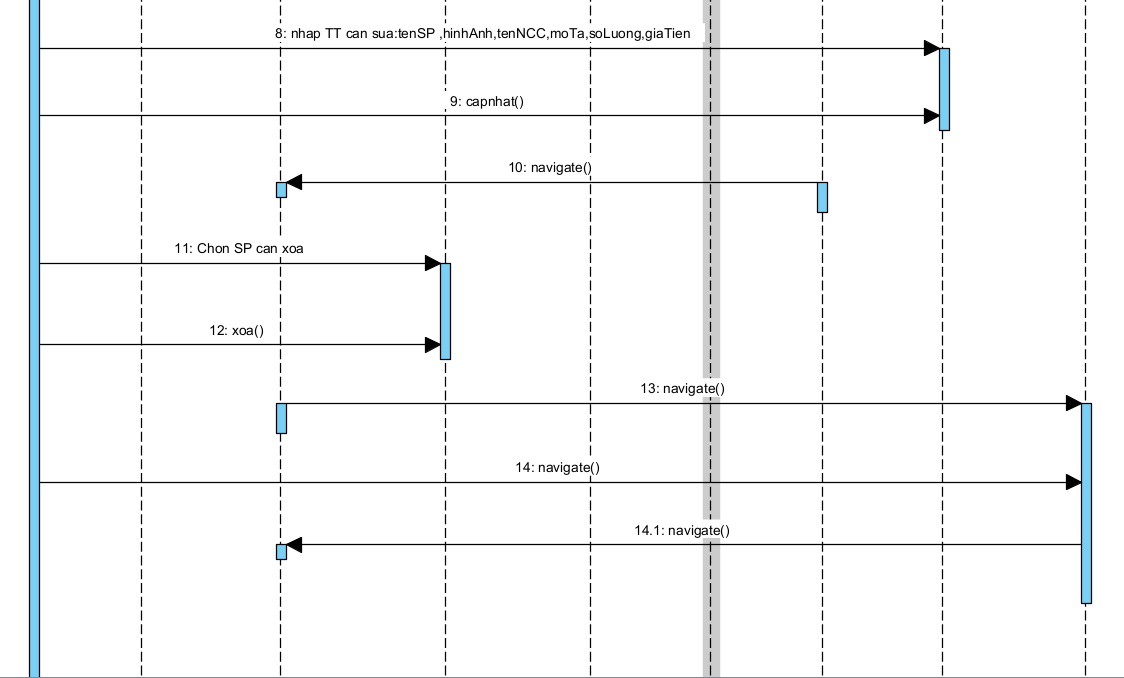 8: nhap TT can sua:tenSP ,hinhAnh,tenNCC,moTa,soLuong,giaTien
9: capnhat()
10: navigate()
11: Chon SP can xoa
12: xoa()
13: navigate()
14: navigate()
14.1: navigate()